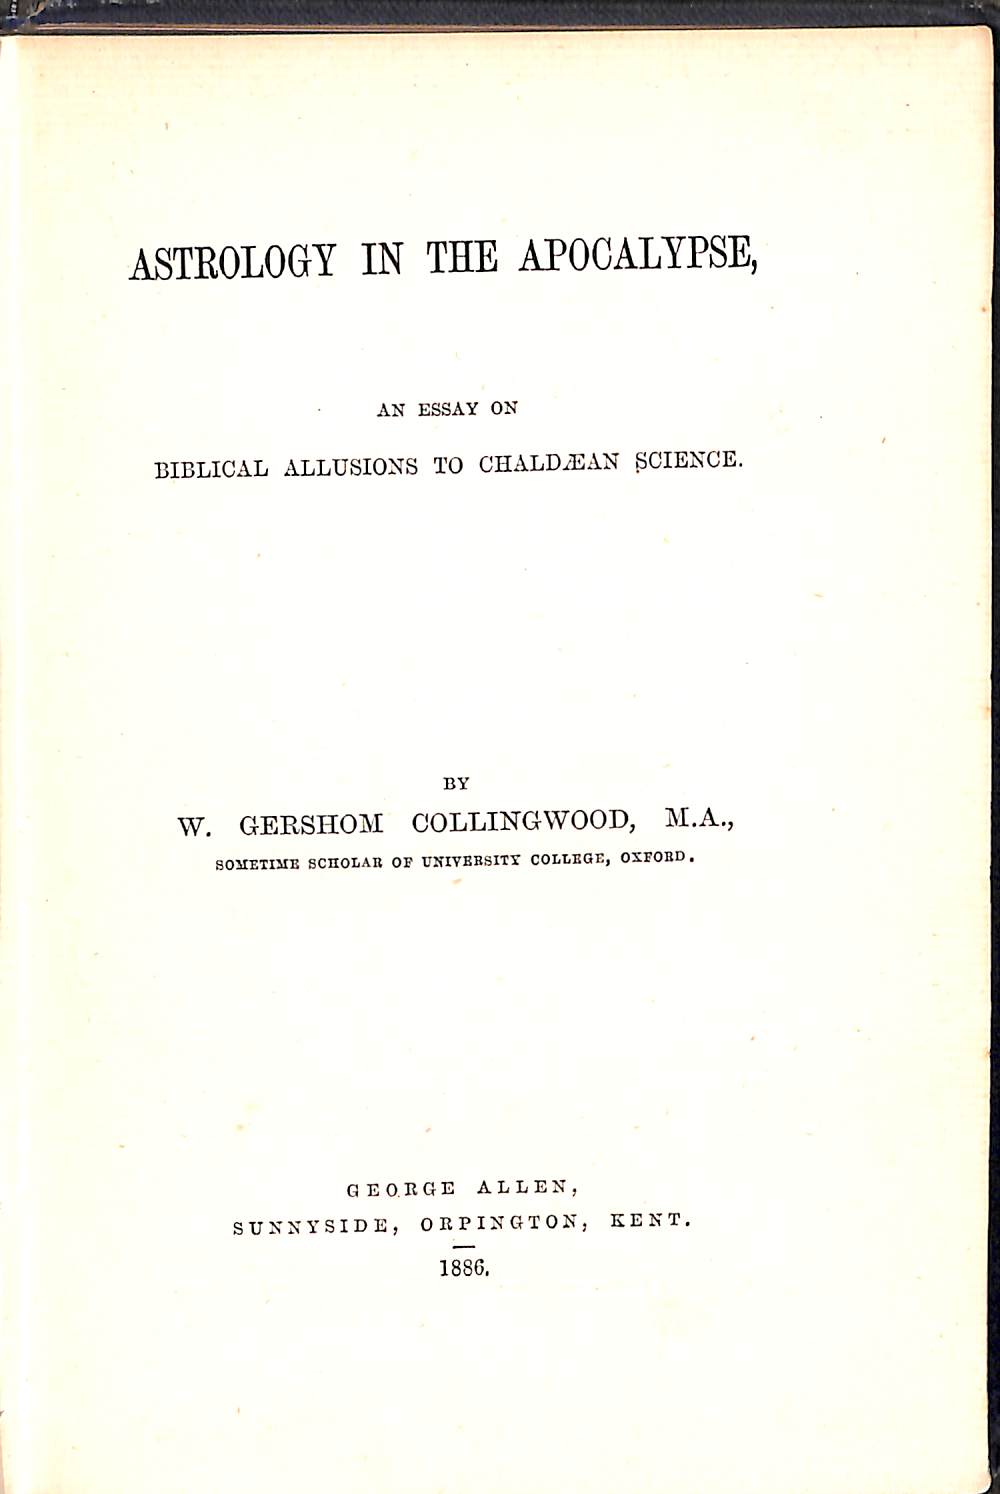 ASTROLOGY IN THE APOCALYPSE,
AN ESSAY ON
BIBLICAL ALLUSIONS TO CHALDÆAN SCIENCE.
BY
W. GERSHOM COLLINGWOOD, M.A.,
SOMETIME SCHOLAR OF UNIVERSITY COLLEGE, OXFORD.
GEORGE ALLEN,
SUNNYSIDE, ORPINGTON, KENT.
1886.